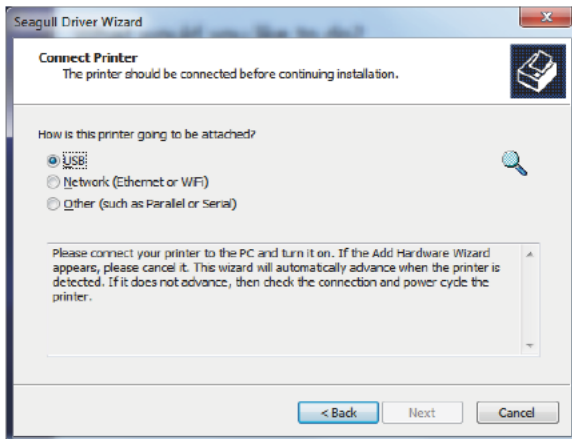 Seagull Driver Wizard
Connect Printer
The printer should be connected before continuing installation.
How is this printer going to be attached?
USB
Network (Ethernet or WiFi)
Other (such as Parallel or Serial)
Please connect your printer to the PC and turn it on. If the Add Hardware Wizard
appears, please cancel it. This wizard will automatically advance when the printer is
detected. If it does not advance, then check the connection and power cycle the
printer.
< Back
Next
Cancel